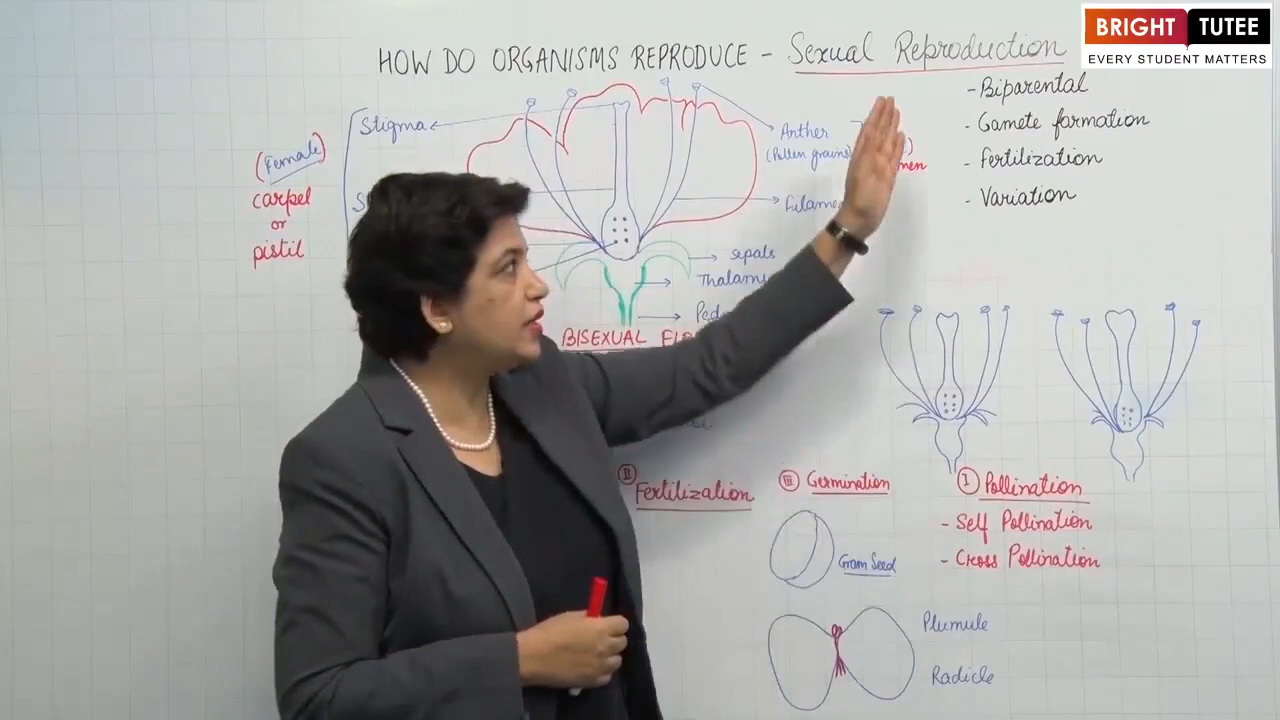 BRIGHT TUTEE
EVERY STUDENT MATTERS
HOW DO ORGANISMS REPRODUCE - Sexual Reproduction
- Biparental
- Gamete formation
- Fertilization
- Variation
Stigma
(Female)
carpel
or
pistil
Anther
(Pollen grains)
sepals
BISEXUAL
II Fertilization
III Germination
Gram Seed
Plumule
Radicle
I Pollination
- Self Pollination
- Cross Pollination